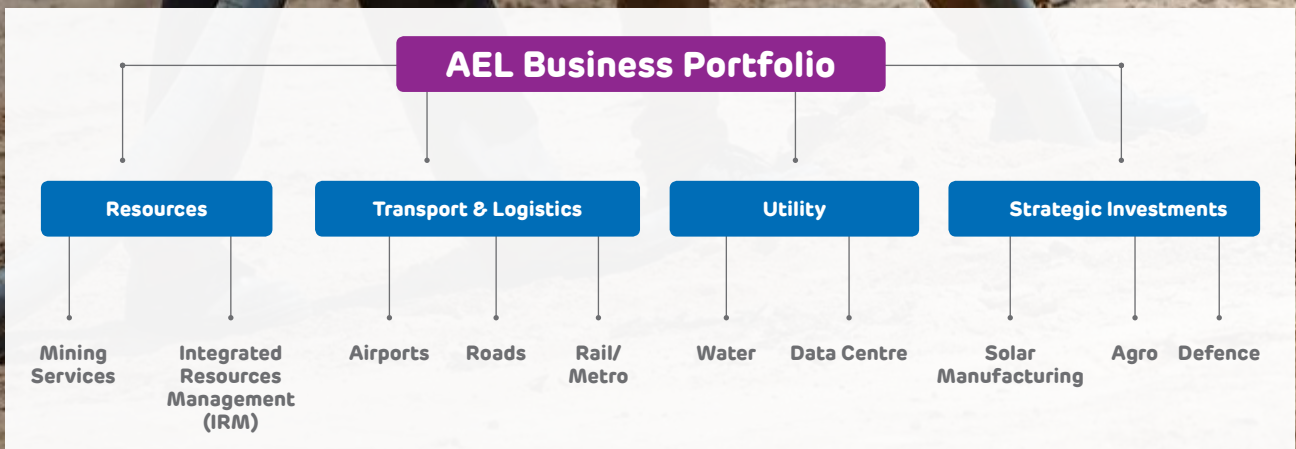 AEL Business Portfolio
Resources
Transport & Logistics
Utility
Strategic Investments
Mining
Services
Integrated
Resources
Management
(IRM)
Airports
Roads
Rail/
Metro
Water
Data Centre
Solar
Manufacturing
Agro
Defence